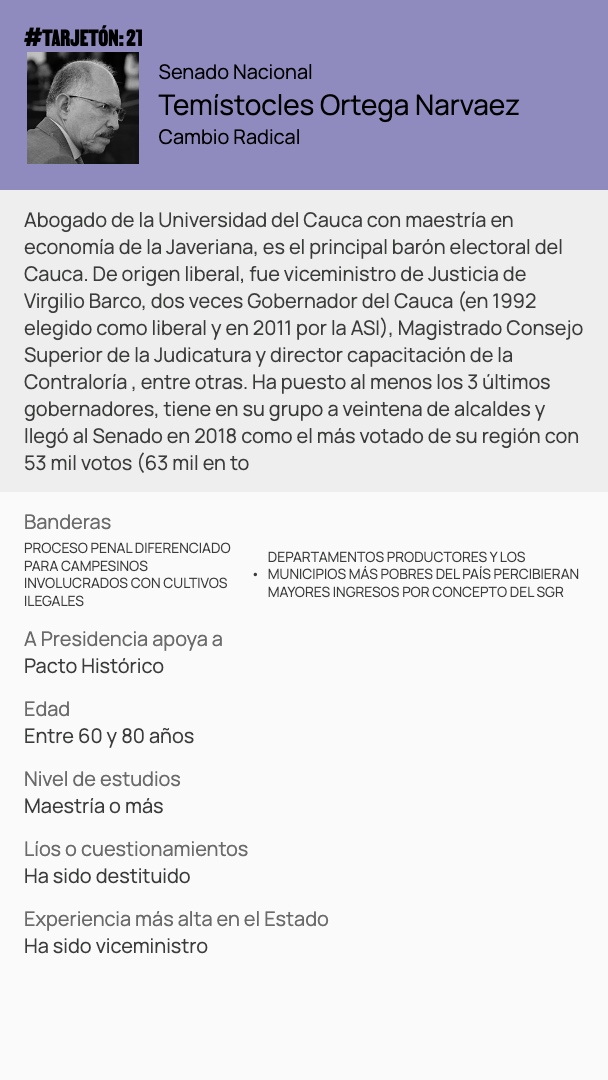 #TARJETÓN: 21
Senado Nacional
Temístocles Ortega Narvaez
Cambio Radical
Abogado de la Universidad del Cauca con maestría en
economía de la Javeriana, es el principal barón electoral del
Cauca. De origen liberal, fue viceministro de Justicia de
Virgilio Barco, dos veces Gobernador del Cauca (en 1992
elegido como liberal y en 2011 por la ASI), Magistrado Consejo
Superior de la Judicatura y director capacitación de la
Contraloría , entre otras. Ha puesto al menos los 3 últimos
gobernadores, tiene en su grupo a veintena de alcaldes y
llegó al Senado en 2018 como el más votado de su región con
53 mil votos (63 mil en to
Banderas
PROCESO PENAL DIFERENCIADO
PARA CAMPESINOS
INVOLUCRADOS CON CULTIVOS
ILEGALES
DEPARTAMENTOS PRODUCTORES Y LOS
• MUNICIPIOS MÁS POBRES DEL PAÍS PERCIBIERAN
MAYORES INGRESOS POR CONCEPTO DEL SGR
A Presidencia apoya a
Pacto Histórico
Edad
Entre 60 y 80 años
Nivel de estudios
Maestría o más
Líos o cuestionamientos
Ha sido destituido
Experiencia más alta en el Estado
Ha sido viceministro